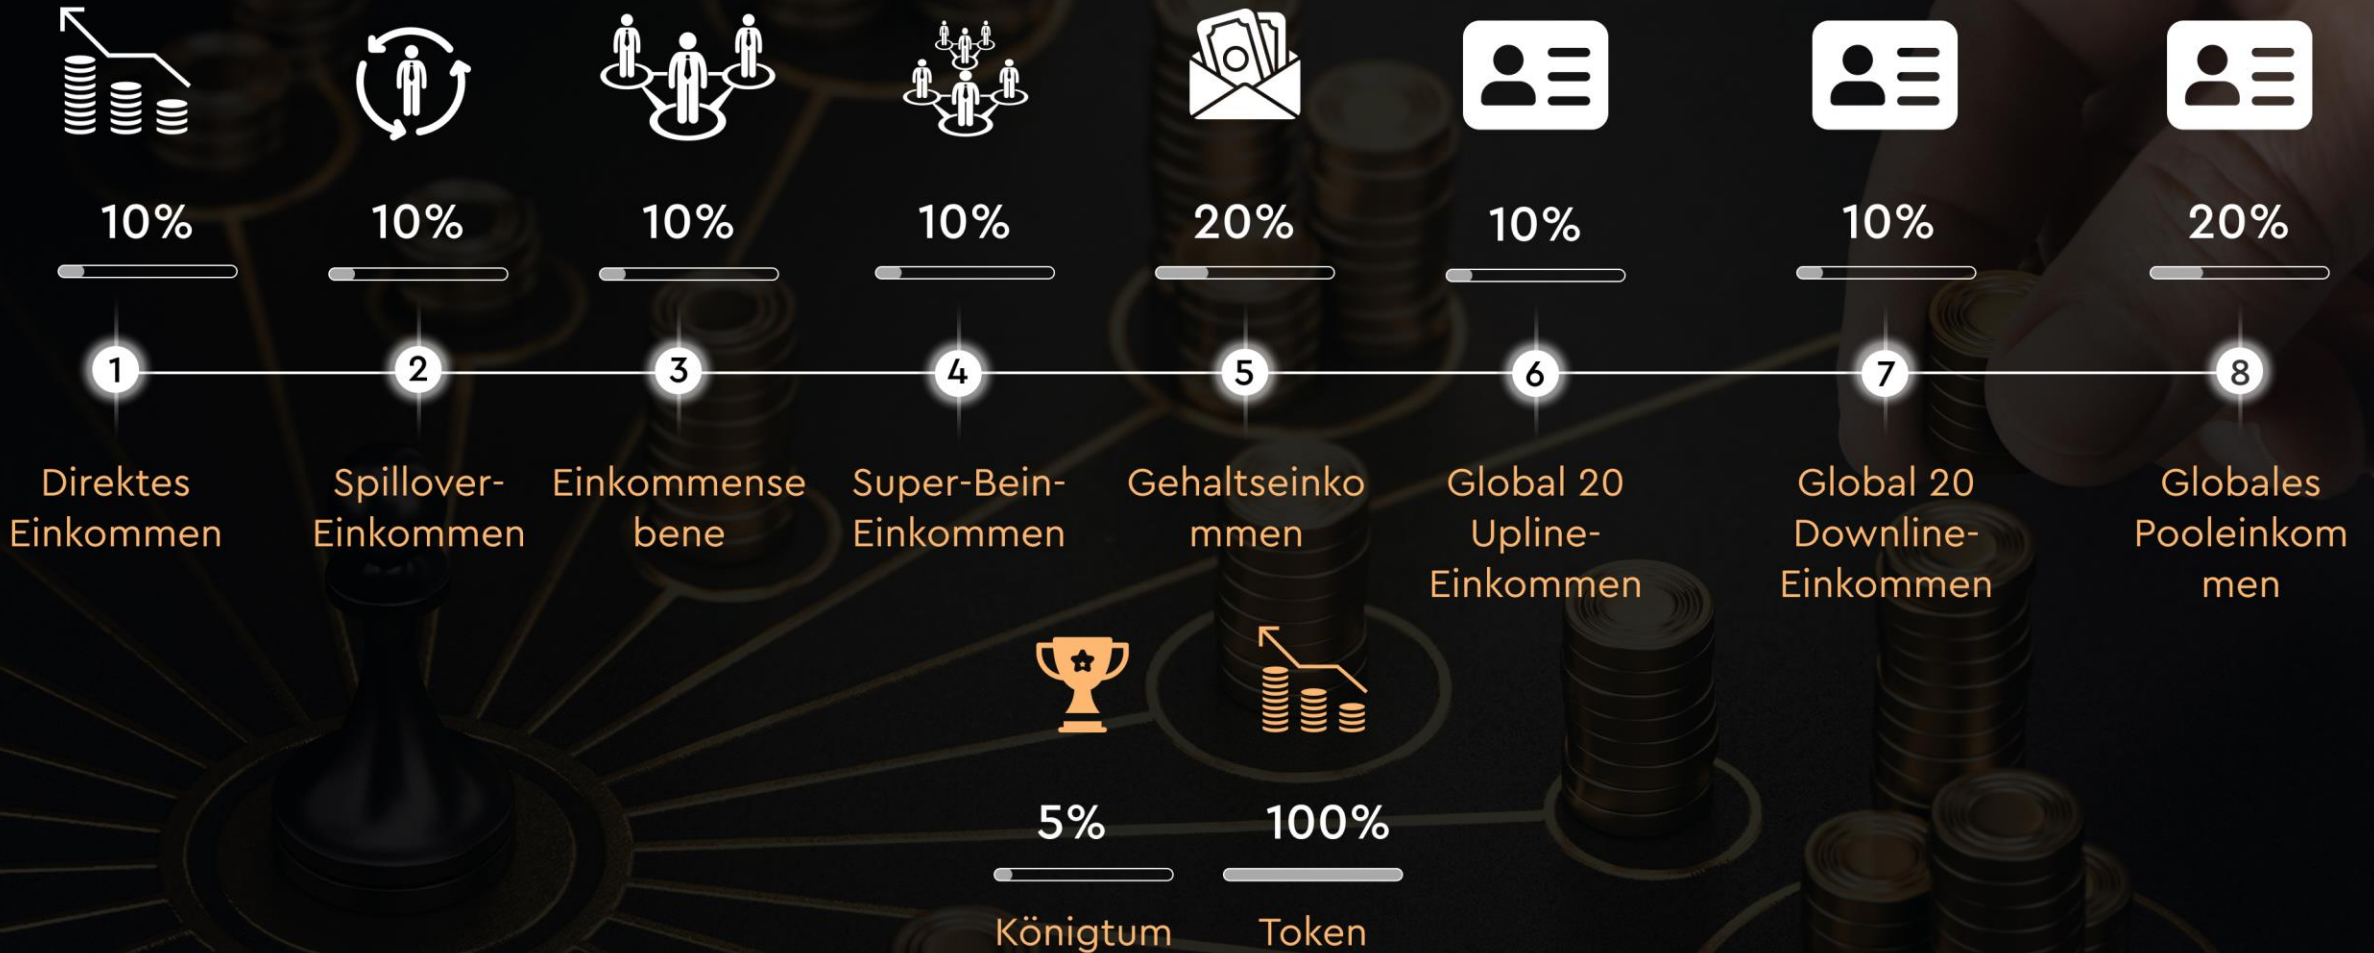 10%
10%
10%
10%
20%
10%
10%
20%
1
2
3
4
5
6
7
8
Direktes
Einkommen
Spillover-
Einkommen
Einkommense
bene
Super-Bein-
Einkommen
Gehaltseinko
mmen
Global 20
Upline-
Einkommen
Global 20
Downline-
Einkommen
Globales
Pooleinkom
men
5%
100%
Königtum
Token